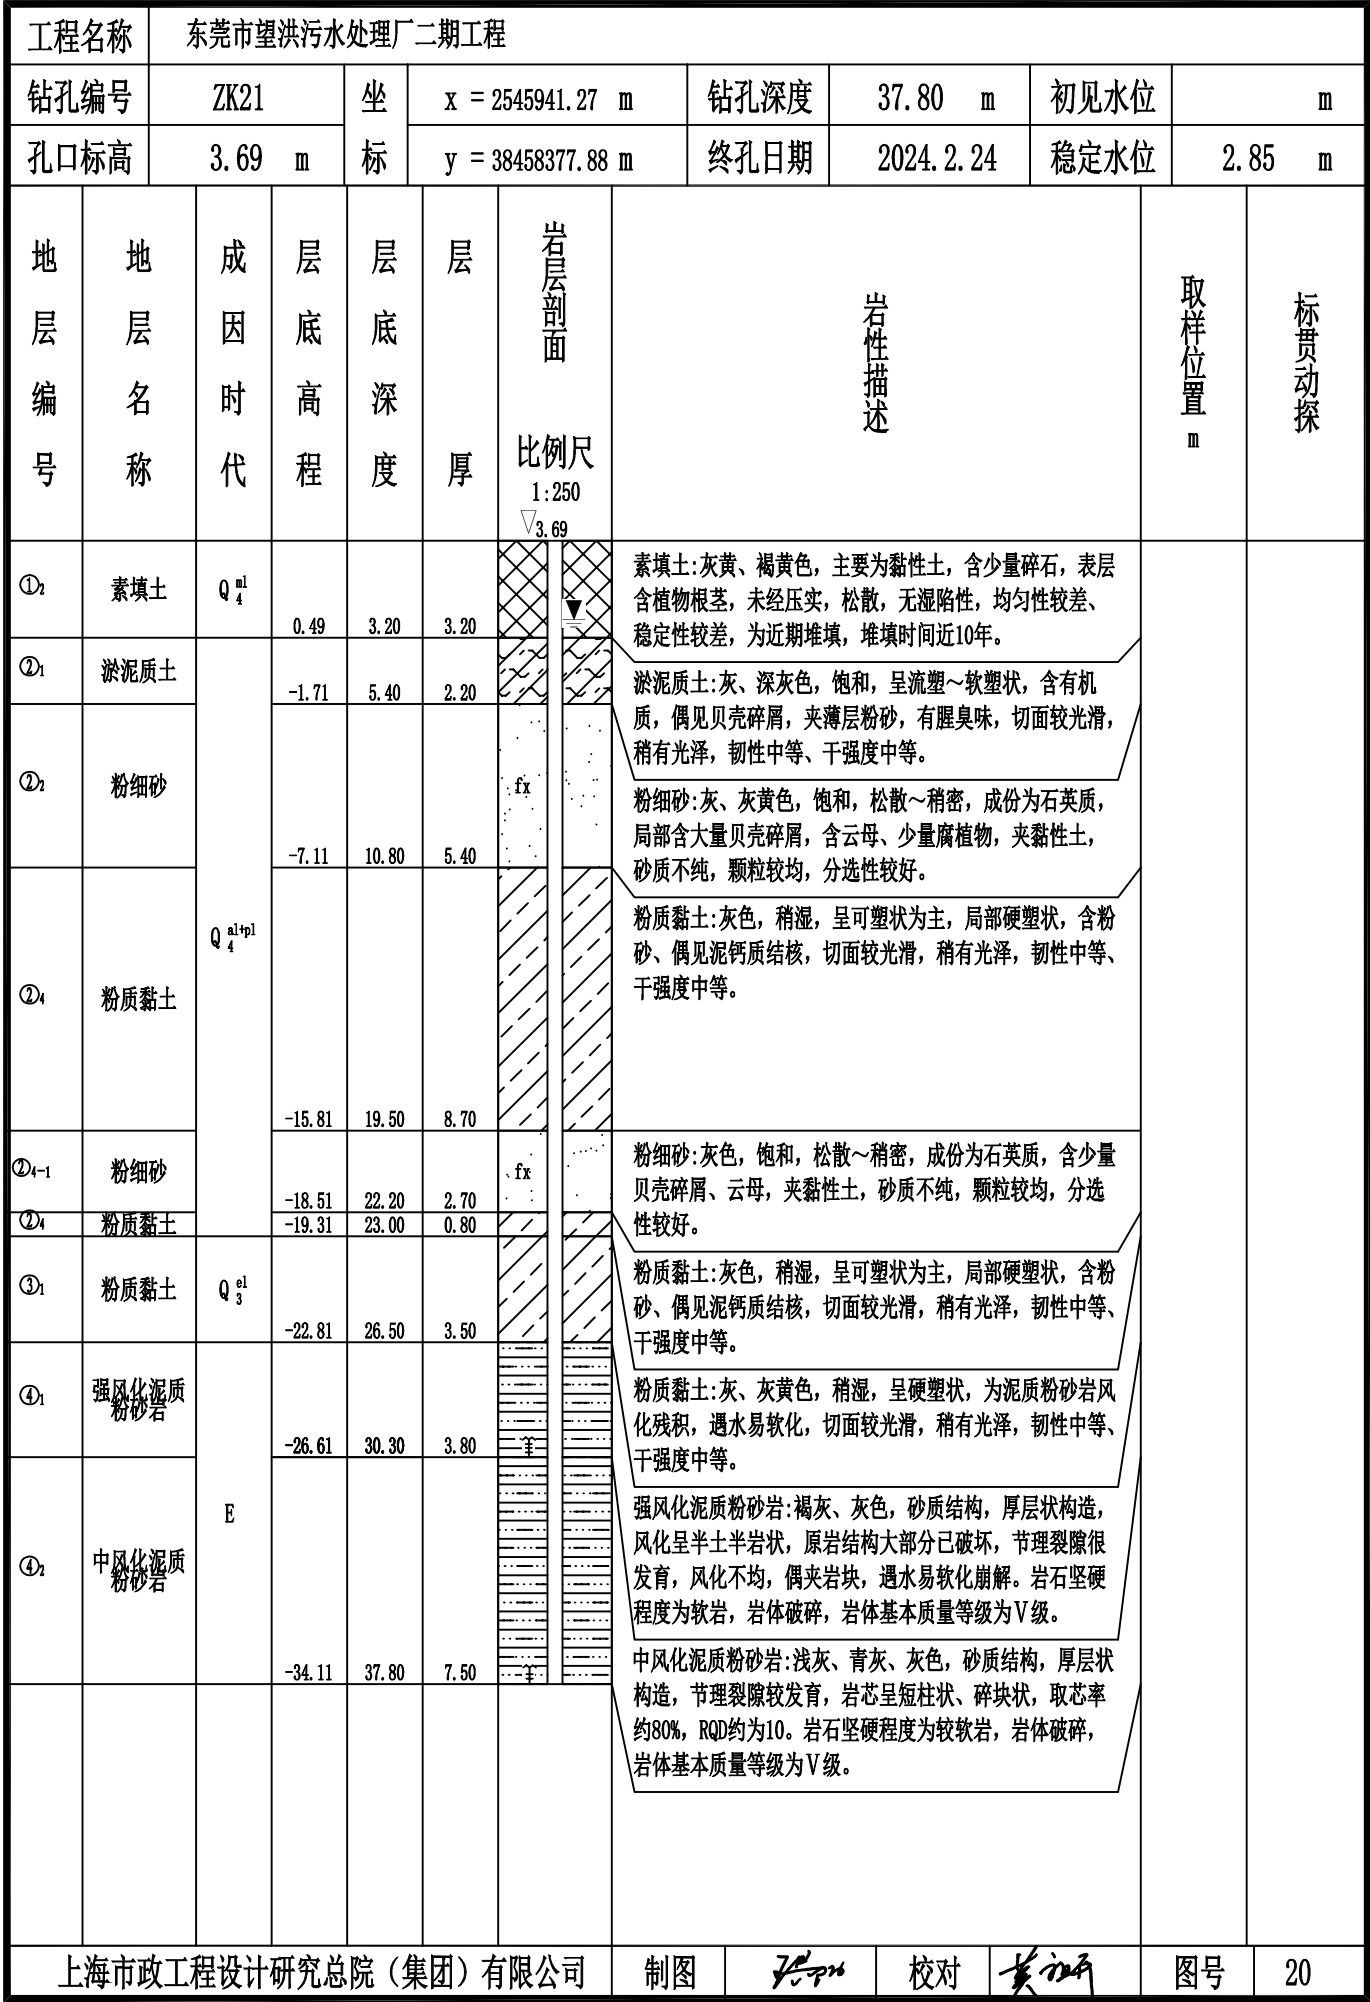 工程名称 东莞市望洪污水处理厂二期工程
钻孔编号 ZK21 坐 x = 2545941.27 m 钻孔深度 37.80 m 初见水位 m
孔口标高 3.69 m 标 y = 38458377.88 m 终孔日期 2024.2.24 稳定水位 2.85 m
地层编号 地层名称 成因时代 层底高程 层底深度 层厚 岩层剖面 岩性描述 取样位置 m 标贯动探
比例尺
1:250
3.69
①2 素填土 Q4ml 0.49 3.20 3.20
素填土:灰黄、褐黄色，主要为黏性土，含少量碎石，表层
含植物根茎，未经压实，松散，无湿陷性，均匀性较差、
稳定性较差，为近期堆填，堆填时间近10年。
②1 淤泥质土 -1.71 5.40 2.20
淤泥质土:灰、深灰色，饱和，呈流塑～软塑状，含有机
质，偶见贝壳碎屑，夹薄层粉砂，有腥臭味，切面较光滑，
稍有光泽，韧性中等、干强度中等。
②2 粉细砂 -7.11 10.80 5.40 fx
粉细砂:灰、灰黄色，饱和，松散～稍密，成份为石英质，
局部含大量贝壳碎屑，含云母、少量腐植物，夹黏性土，
砂质不纯，颗粒较均，分选性较好。
②4 粉质黏土 Q4al+pl -15.81 19.50 8.70
粉质黏土:灰色，稍湿，呈可塑状为主，局部硬塑状，含粉
砂、偶见泥钙质结核，切面较光滑，稍有光泽，韧性中等、
干强度中等。
②4-1 粉细砂 -18.51 22.20 2.70 fx
粉细砂:灰色，饱和，松散～稍密，成份为石英质，含少量
贝壳碎屑、云母，夹黏性土，砂质不纯，颗粒较均，分选
性较好。
②4 粉质黏土 -19.31 23.00 0.80
粉质黏土:灰色，稍湿，呈可塑状为主，局部硬塑状，含粉
砂、偶见泥钙质结核，切面较光滑，稍有光泽，韧性中等、
干强度中等。
③1 粉质黏土 Q3el -22.81 26.50 3.50
粉质黏土:灰、灰黄色，稍湿，呈硬塑状，为泥质粉砂岩风
化残积，遇水易软化，切面较光滑，稍有光泽，韧性中等、
干强度中等。
④1 强风化泥质
粉砂岩 -26.61 30.30 3.80
强风化泥质粉砂岩:褐灰、灰色，砂质结构，厚层状构造，
风化呈半土半岩状，原岩结构大部分已破坏，节理裂隙很
发育，风化不均，偶夹岩块，遇水易软化崩解。岩石坚硬
程度为软岩，岩体破碎，岩体基本质量等级为Ⅴ级。
E
④2 中风化泥质
粉砂岩 -34.11 37.80 7.50
中风化泥质粉砂岩:浅灰、青灰、灰色，砂质结构，厚层状
构造，节理裂隙较发育，岩芯呈短柱状、碎块状，取芯率
约80%，RQD约为10。岩石坚硬程度为较软岩，岩体破碎，
岩体基本质量等级为Ⅴ级。
上海市政工程设计研究总院（集团）有限公司 制图 校对 图号 20